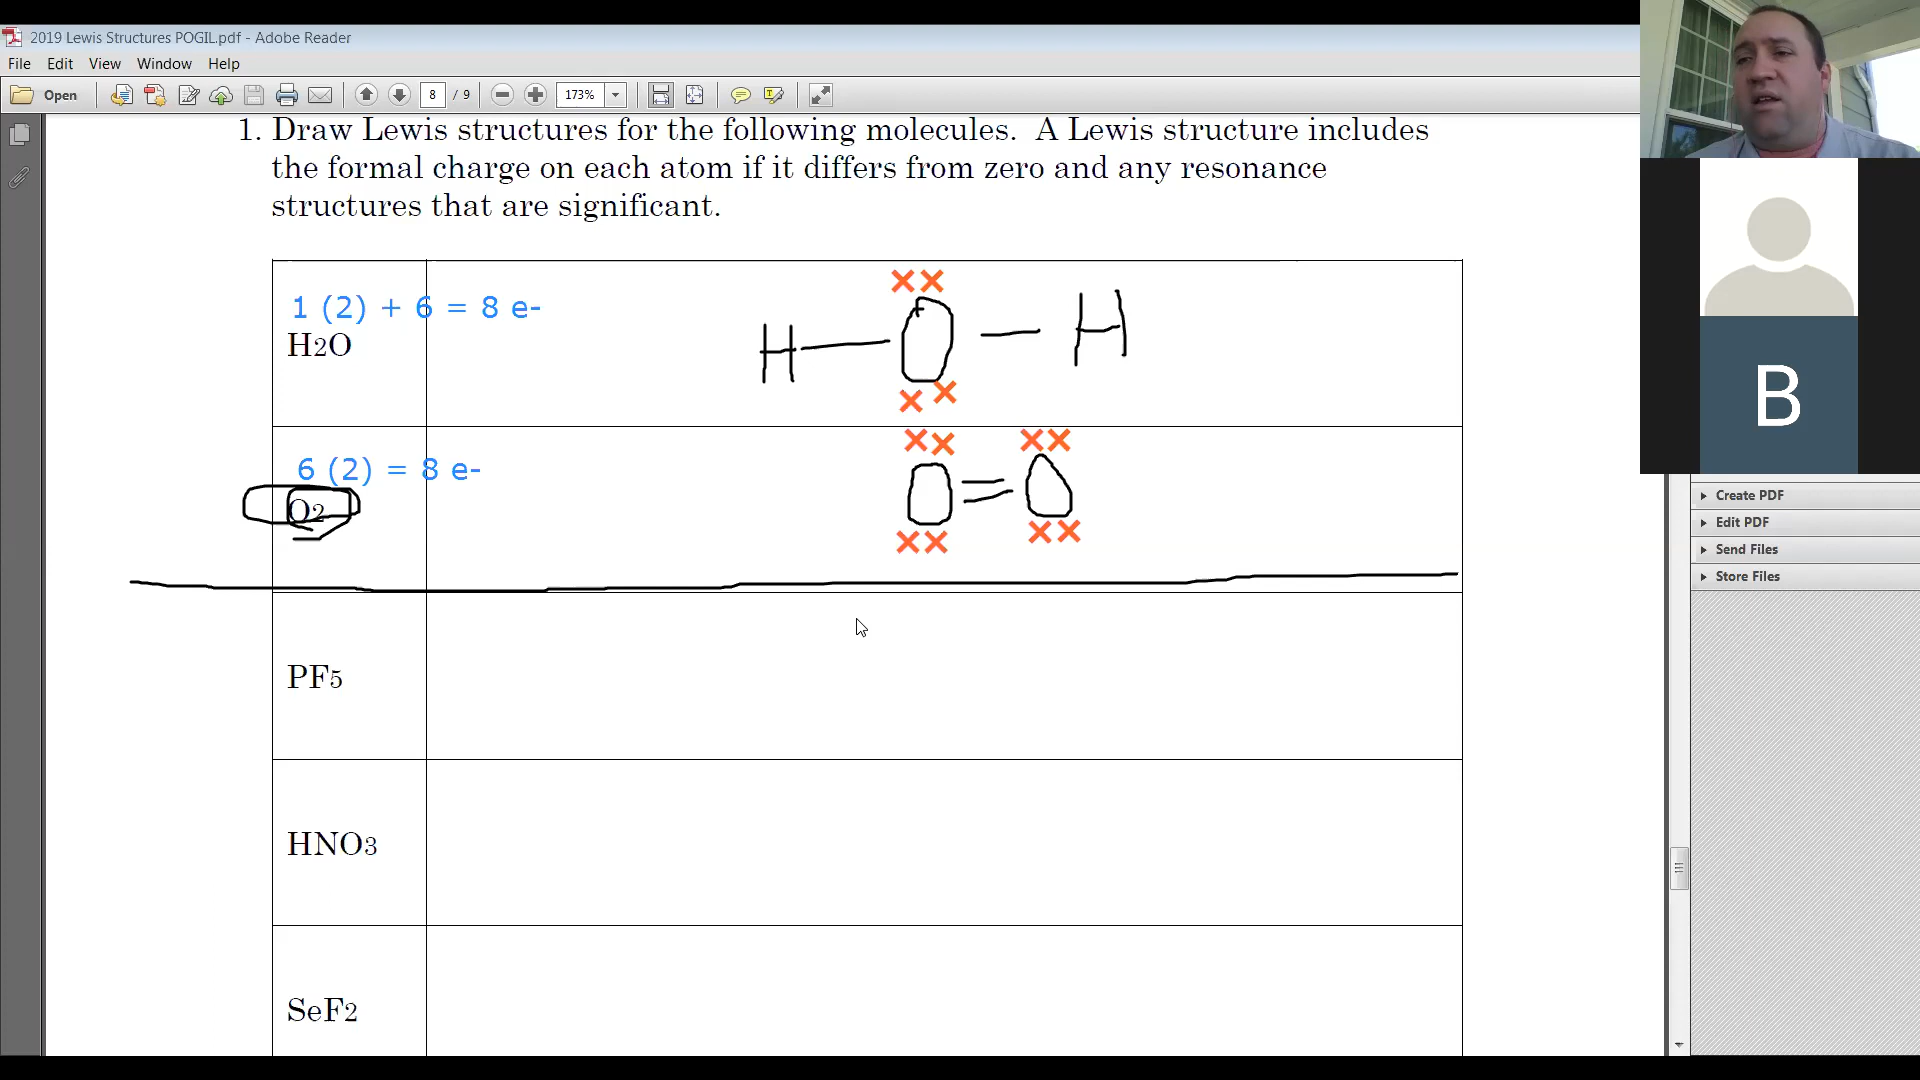 2019 Lewis Structures POGIL.pdf - Adobe Reader
File Edit View Window Help
Open 8 / 9 173%
1. Draw Lewis structures for the following molecules. A Lewis structure includes
the formal charge on each atom if it differs from zero and any resonance
structures that are significant.
1 (2) + 6 = 8 e-
H2O
H — O — H
6 (2) = 8 e-
O2
O = O
PF5
HNO3
SeF2
B
Create PDF
Edit PDF
Send Files
Store Files